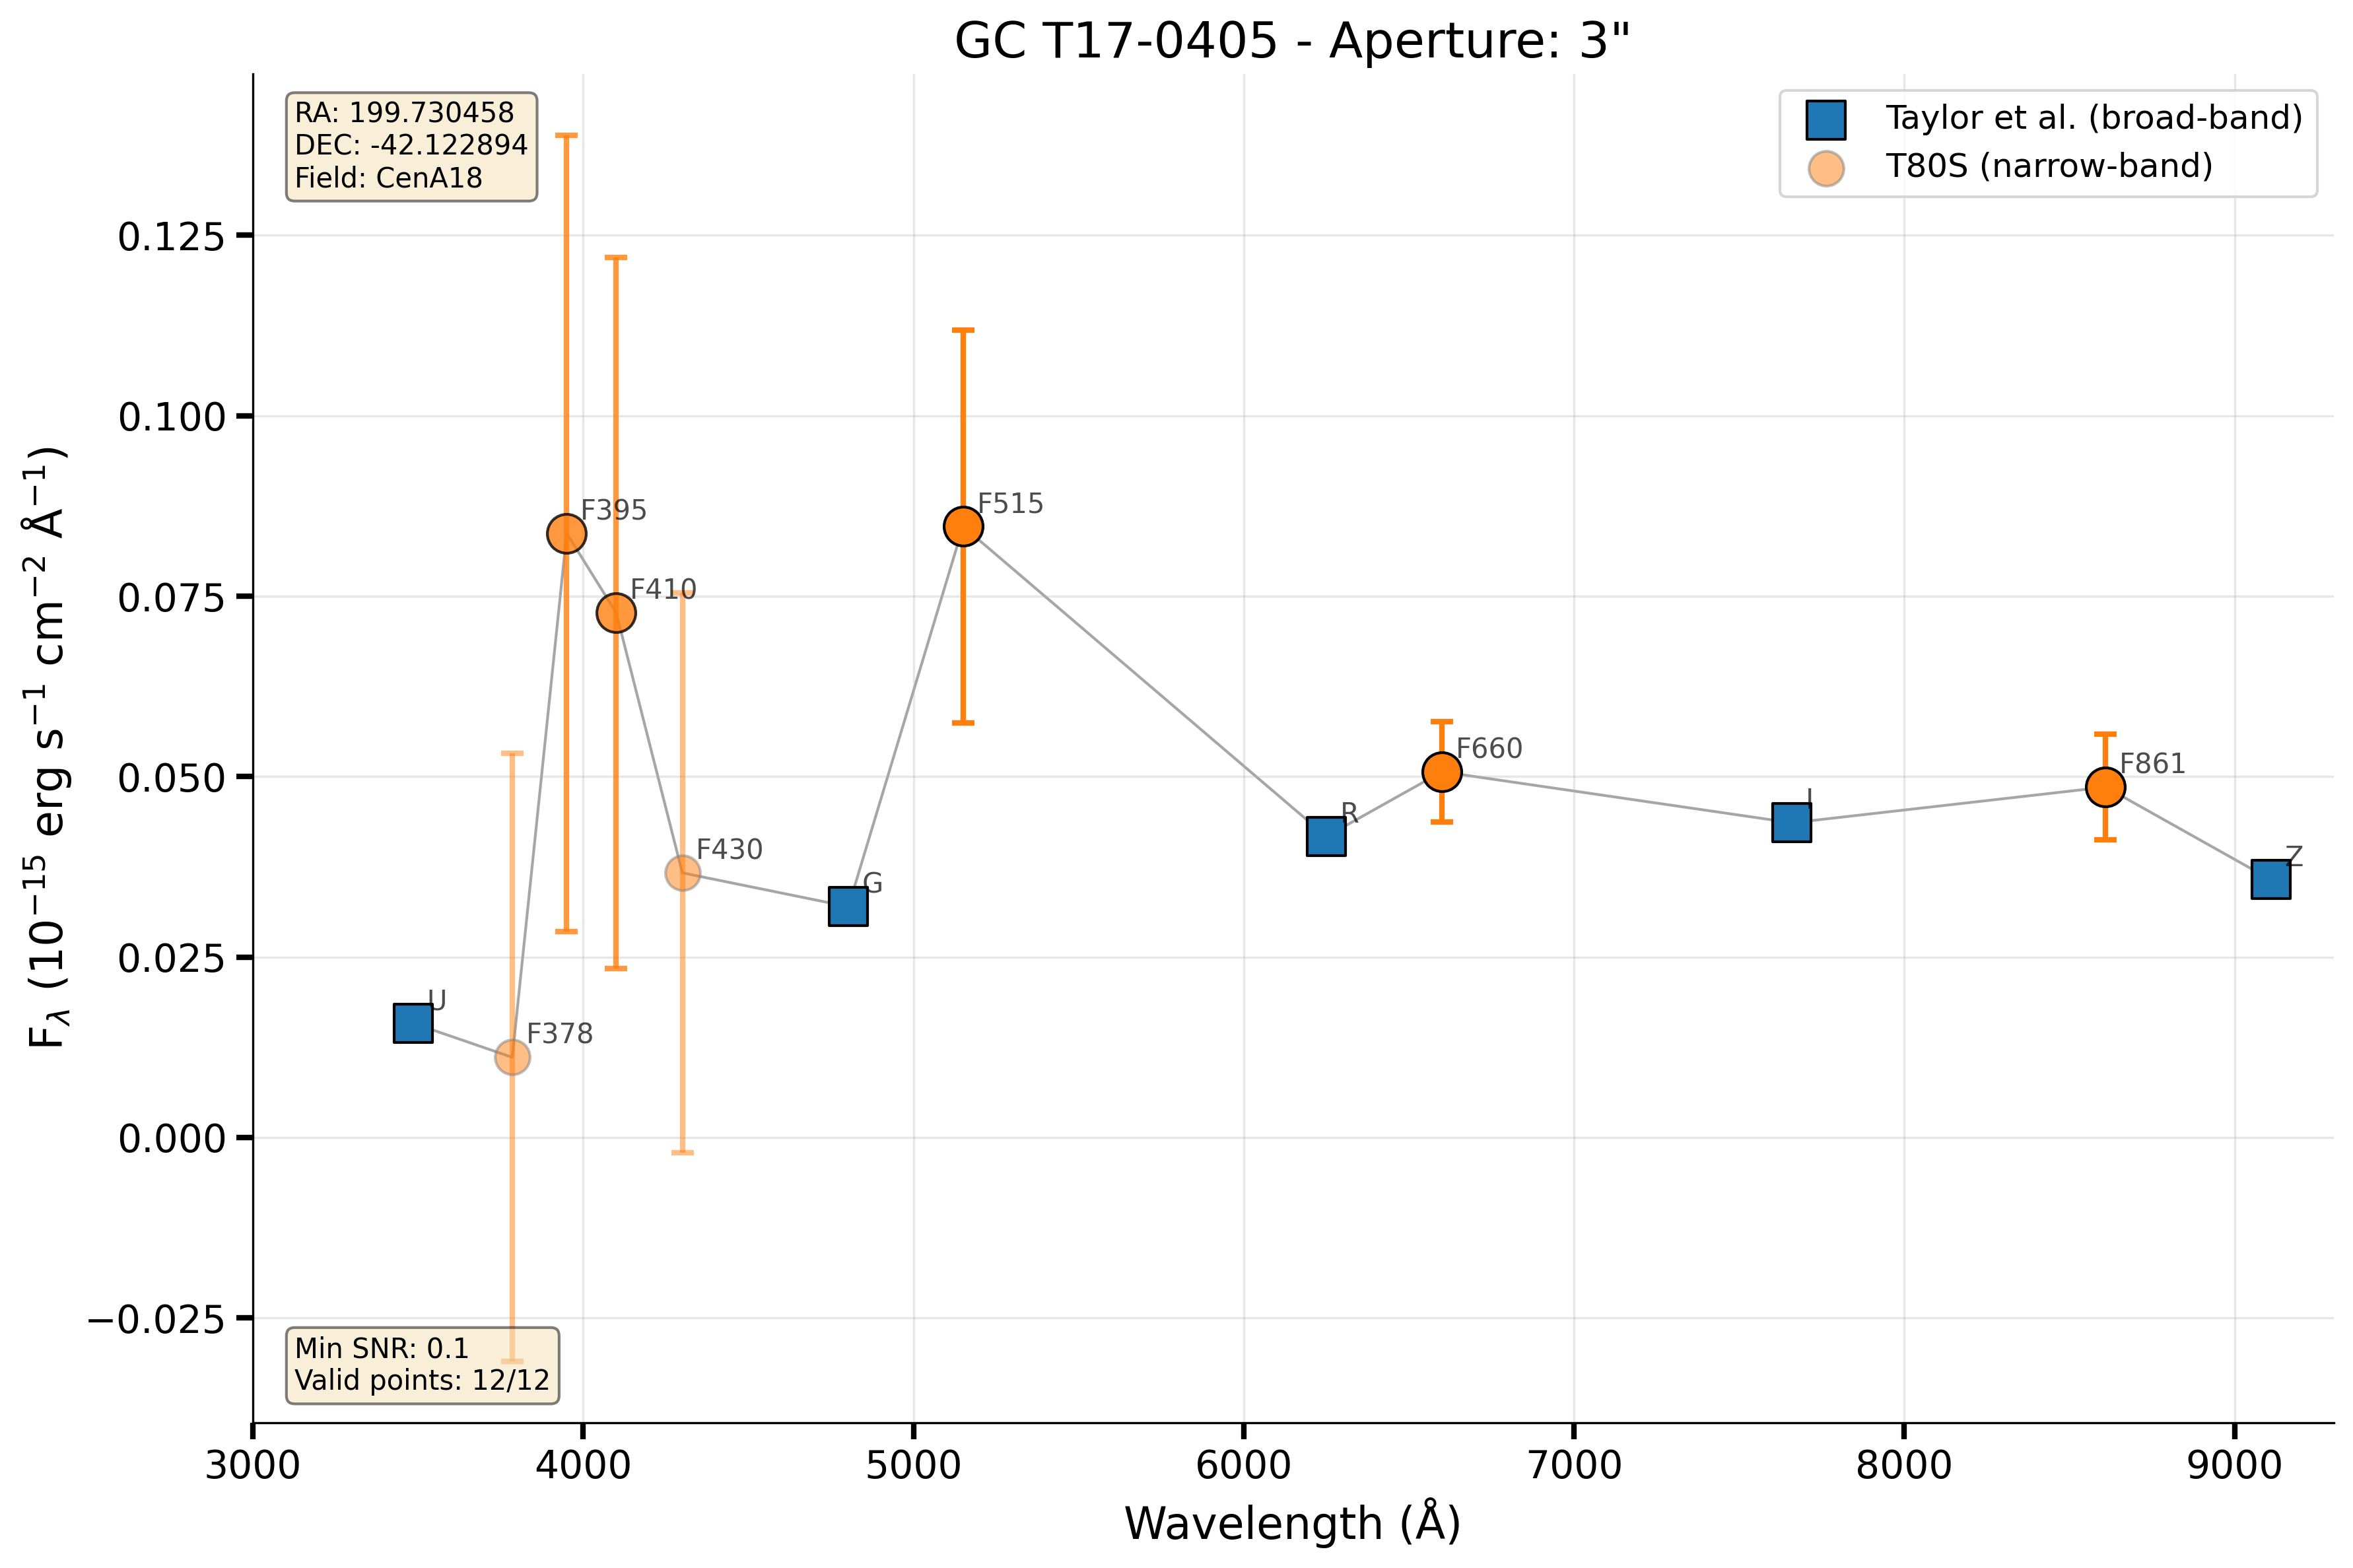 GC T17-0405 - Aperture: 3"
RA: 199.730458
DEC: -42.122894
Field: CenA18
Taylor et al. (broad-band)
T80S (narrow-band)
0.125
0.100
0.075
0.050
0.025
0.000
−0.025
F_λ (10⁻¹⁵ erg s⁻¹ cm⁻² Å⁻¹)
U
F378
F395
F410
F430
G
F515
R
F660
I
F861
Z
Min SNR: 0.1
Valid points: 12/12
3000 4000 5000 6000 7000 8000 9000
Wavelength (Å)